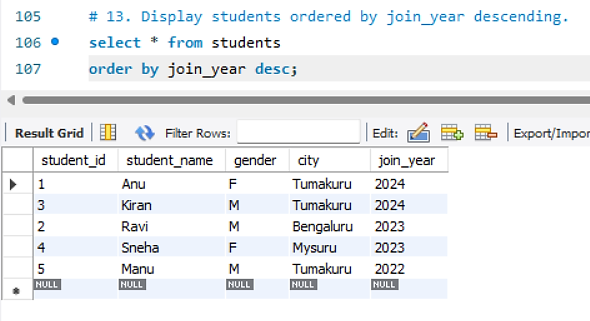 105 # 13. Display students ordered by join_year descending.
106 select * from students
107 order by join_year desc;
Result Grid Filter Rows: Edit: Export/Impor
student_id student_name gender city join_year
1 Anu F Tumakuru 2024
3 Kiran M Tumakuru 2024
2 Ravi M Bengaluru 2023
4 Sneha F Mysuru 2023
5 Manu M Tumakuru 2022
NULL NULL NULL NULL NULL